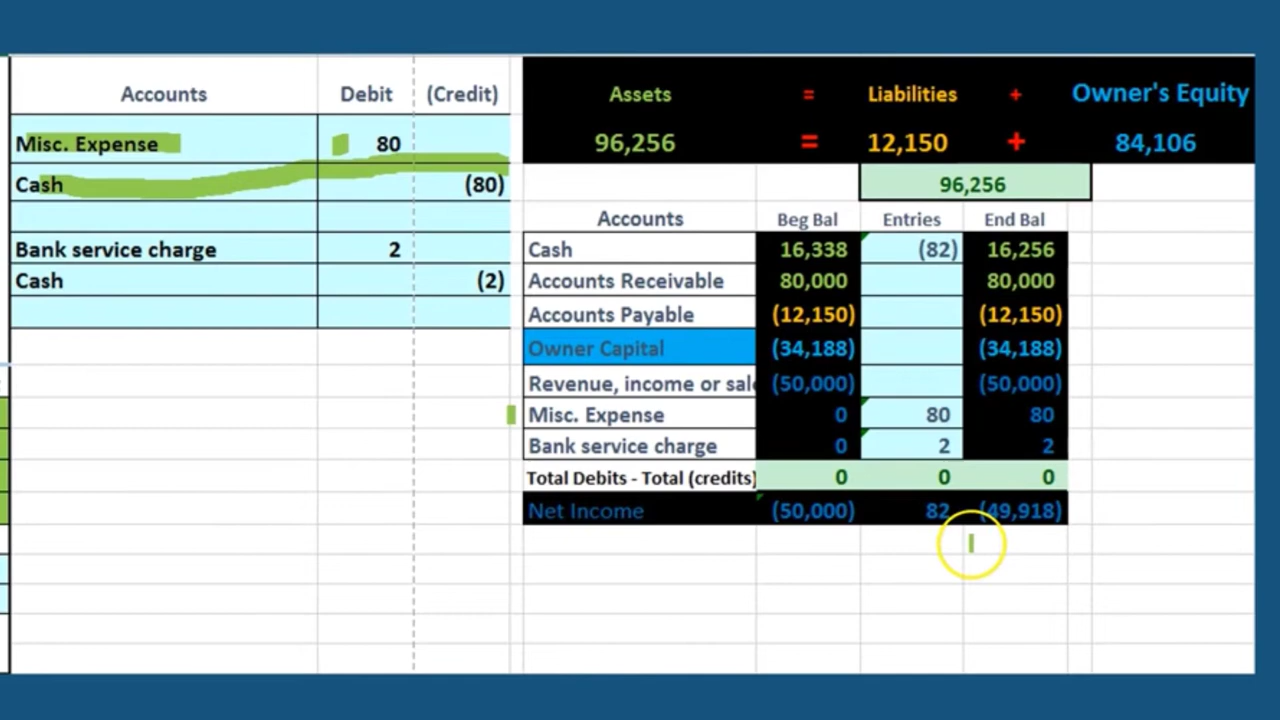 Accounts Debit (Credit)
Misc. Expense 80
Cash (80)
Bank service charge 2
Cash (2)
Assets = Liabilities + Owner's Equity
96,256 = 12,150 + 84,106
96,256
Accounts Beg Bal Entries End Bal
Cash 16,338 (82) 16,256
Accounts Receivable 80,000 80,000
Accounts Payable (12,150) (12,150)
Owner Capital (34,188) (34,188)
Revenue, income or sale (50,000) (50,000)
Misc. Expense 0 80 80
Bank service charge 0 2 2
Total Debits - Total (credits) 0 0 0
Net Income (50,000) 82 (49,918)